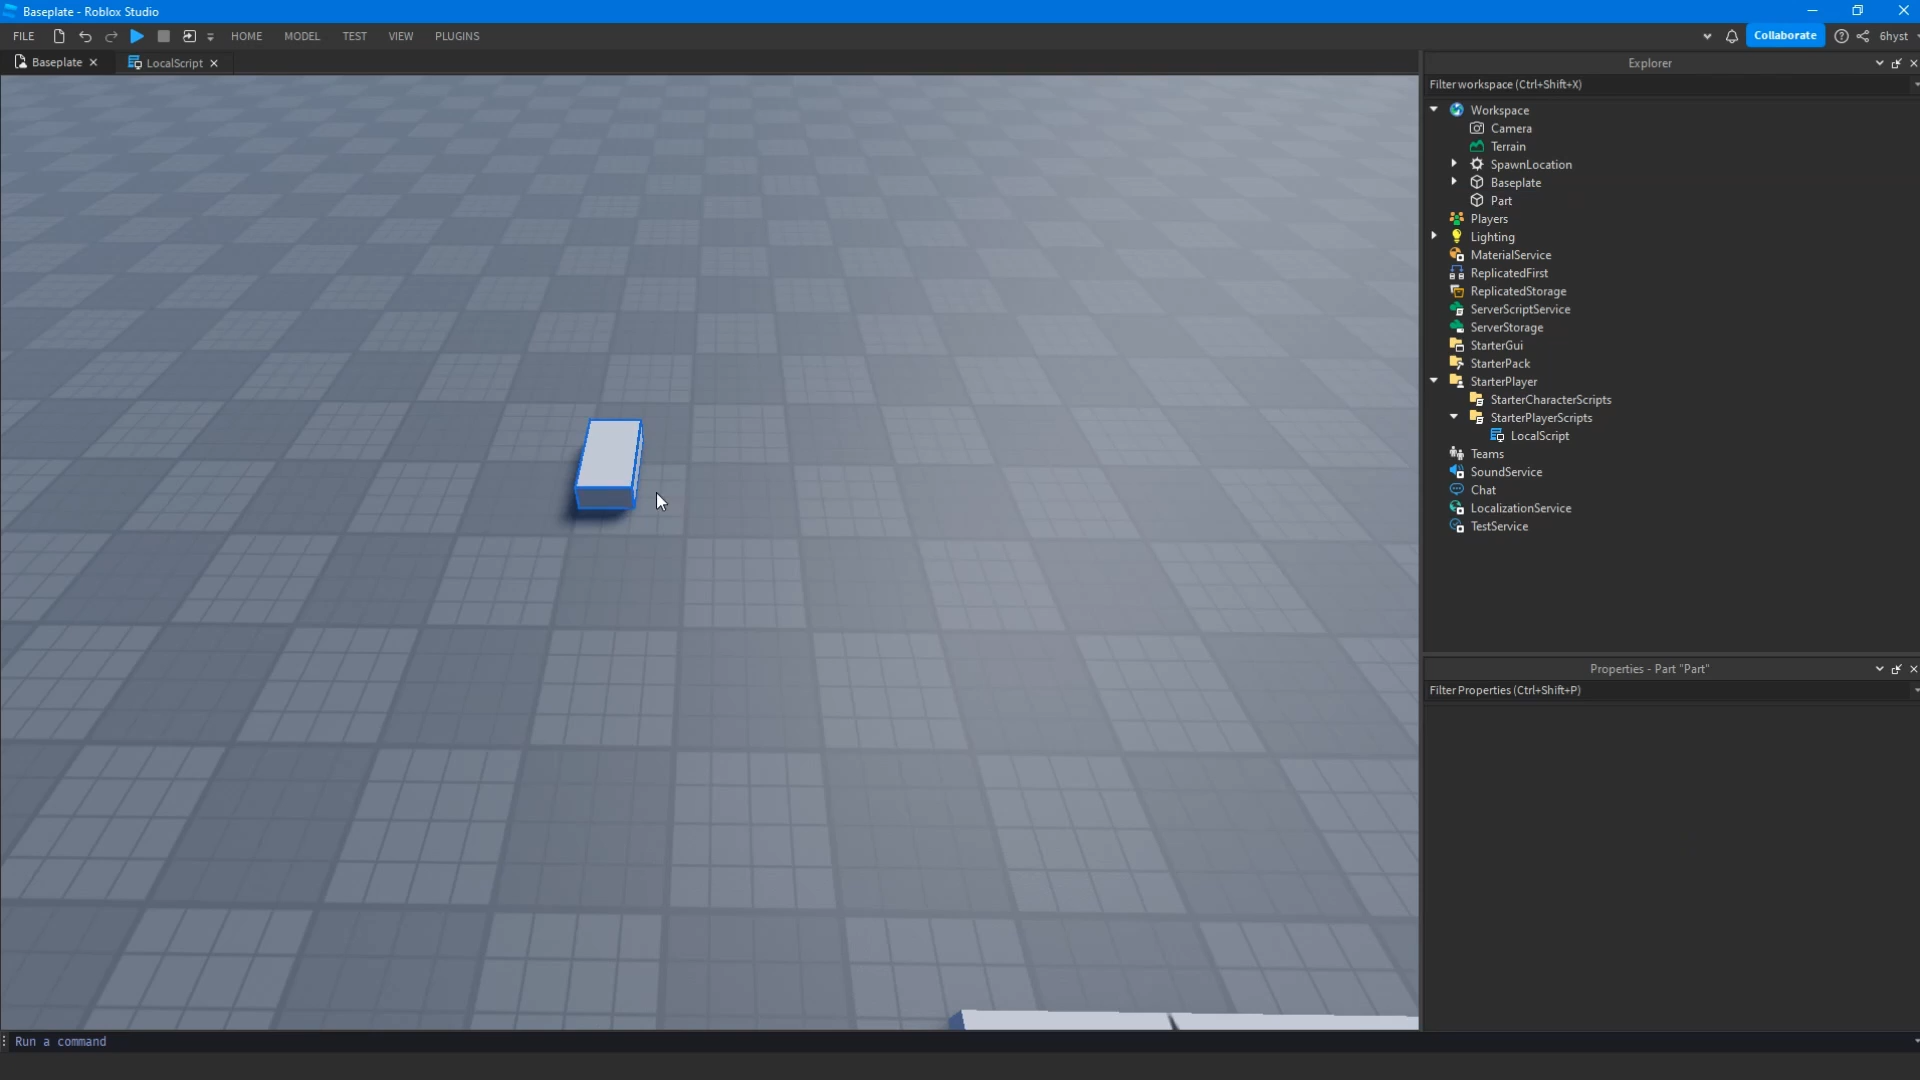 Baseplate - Roblox Studio
FILE HOME MODEL TEST VIEW PLUGINS Collaborate 6hyst
Baseplate LocalScript
Explorer
Filter workspace (Ctrl+Shift+X)
Workspace
Camera
Terrain
SpawnLocation
Baseplate
Part
Players
Lighting
MaterialService
ReplicatedFirst
ReplicatedStorage
ServerScriptService
ServerStorage
StarterGui
StarterPack
StarterPlayer
StarterCharacterScripts
StarterPlayerScripts
LocalScript
Teams
SoundService
Chat
LocalizationService
TestService
Properties - Part "Part"
Filter Properties (Ctrl+Shift+P)
Run a command